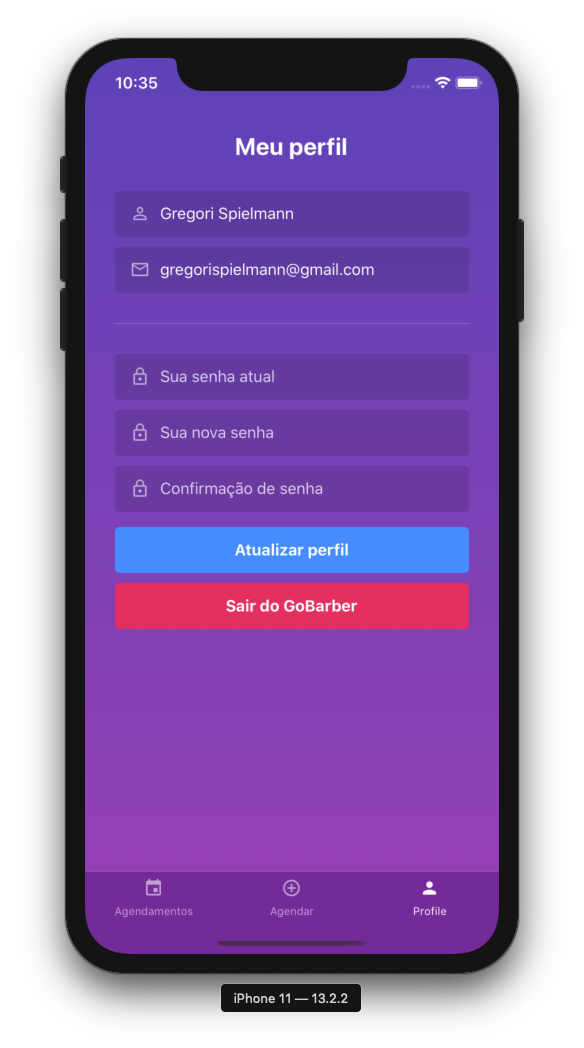 10:35
Meu perfil
Gregori Spielmann
gregorispielmann@gmail.com
Sua senha atual
Sua nova senha
Confirmação de senha
Atualizar perfil
Sair do GoBarber
Agendamentos
Agendar
Profile
iPhone 11 — 13.2.2